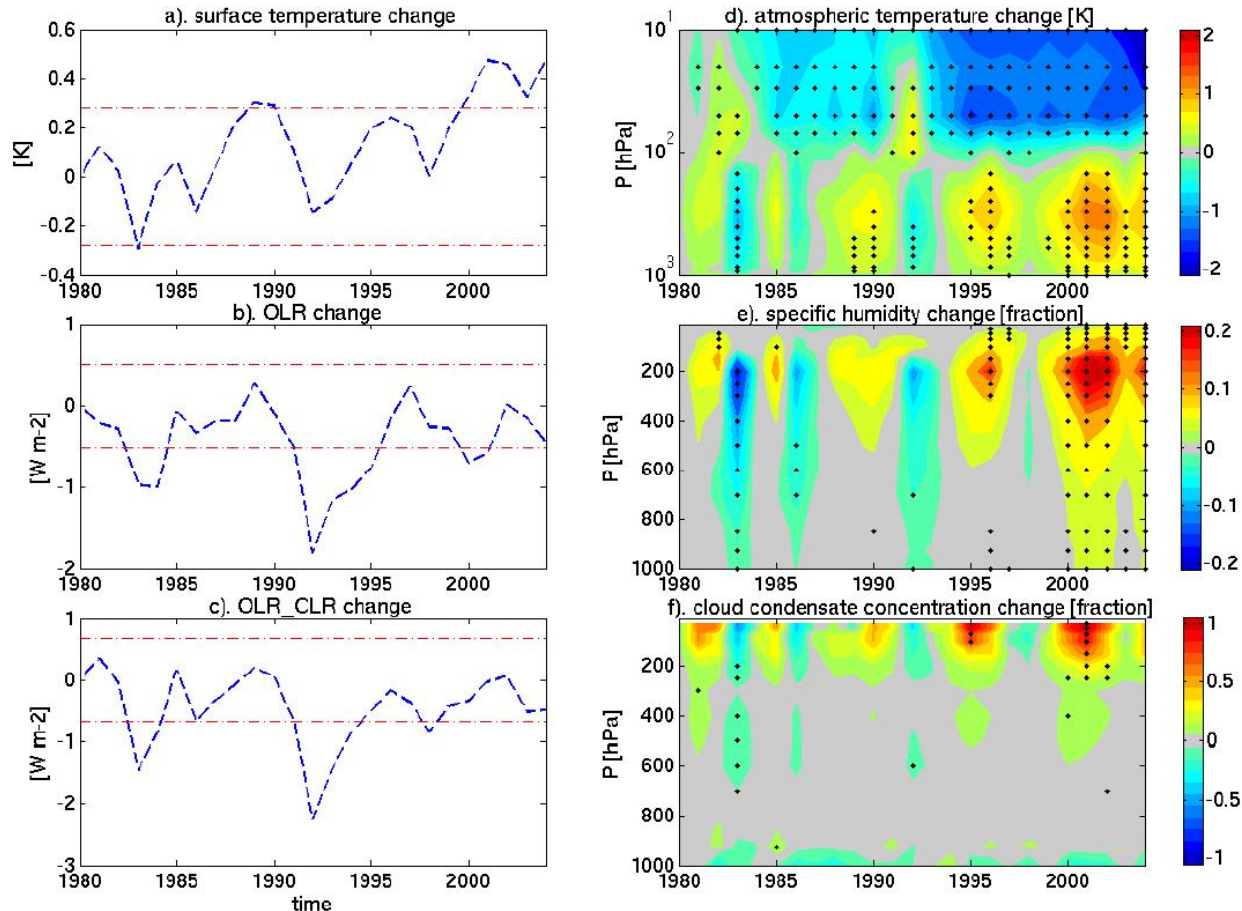 a). surface temperature change
0.6
0.4
0.2
0
-0.2
0.4
[K]
1980 1985 1990 1995 2000
b). OLR change
1
0
-1
-2
[W m-2]
1980 1985 1990 1995 2000
c). OLR_CLR change
1
0
-1
-2
-3
[W m-2]
1980 1985 1990 1995 2000
time
d). atmospheric temperature change [K]
10 1
10 2
10 3
P [hPa]
1980 1985 1990 1995 2000
2
1
0
-1
-2
e). specific humidity change [fraction]
200
400
600
800
1000
P [hPa]
1980 1985 1990 1995 2000
0.2
0.1
0
-0.1
-0.2
f). cloud condensate concentration change [fraction]
200
400
600
800
1000
P [hPa]
1980 1985 1990 1995 2000
1
0.5
0
-0.5
-1